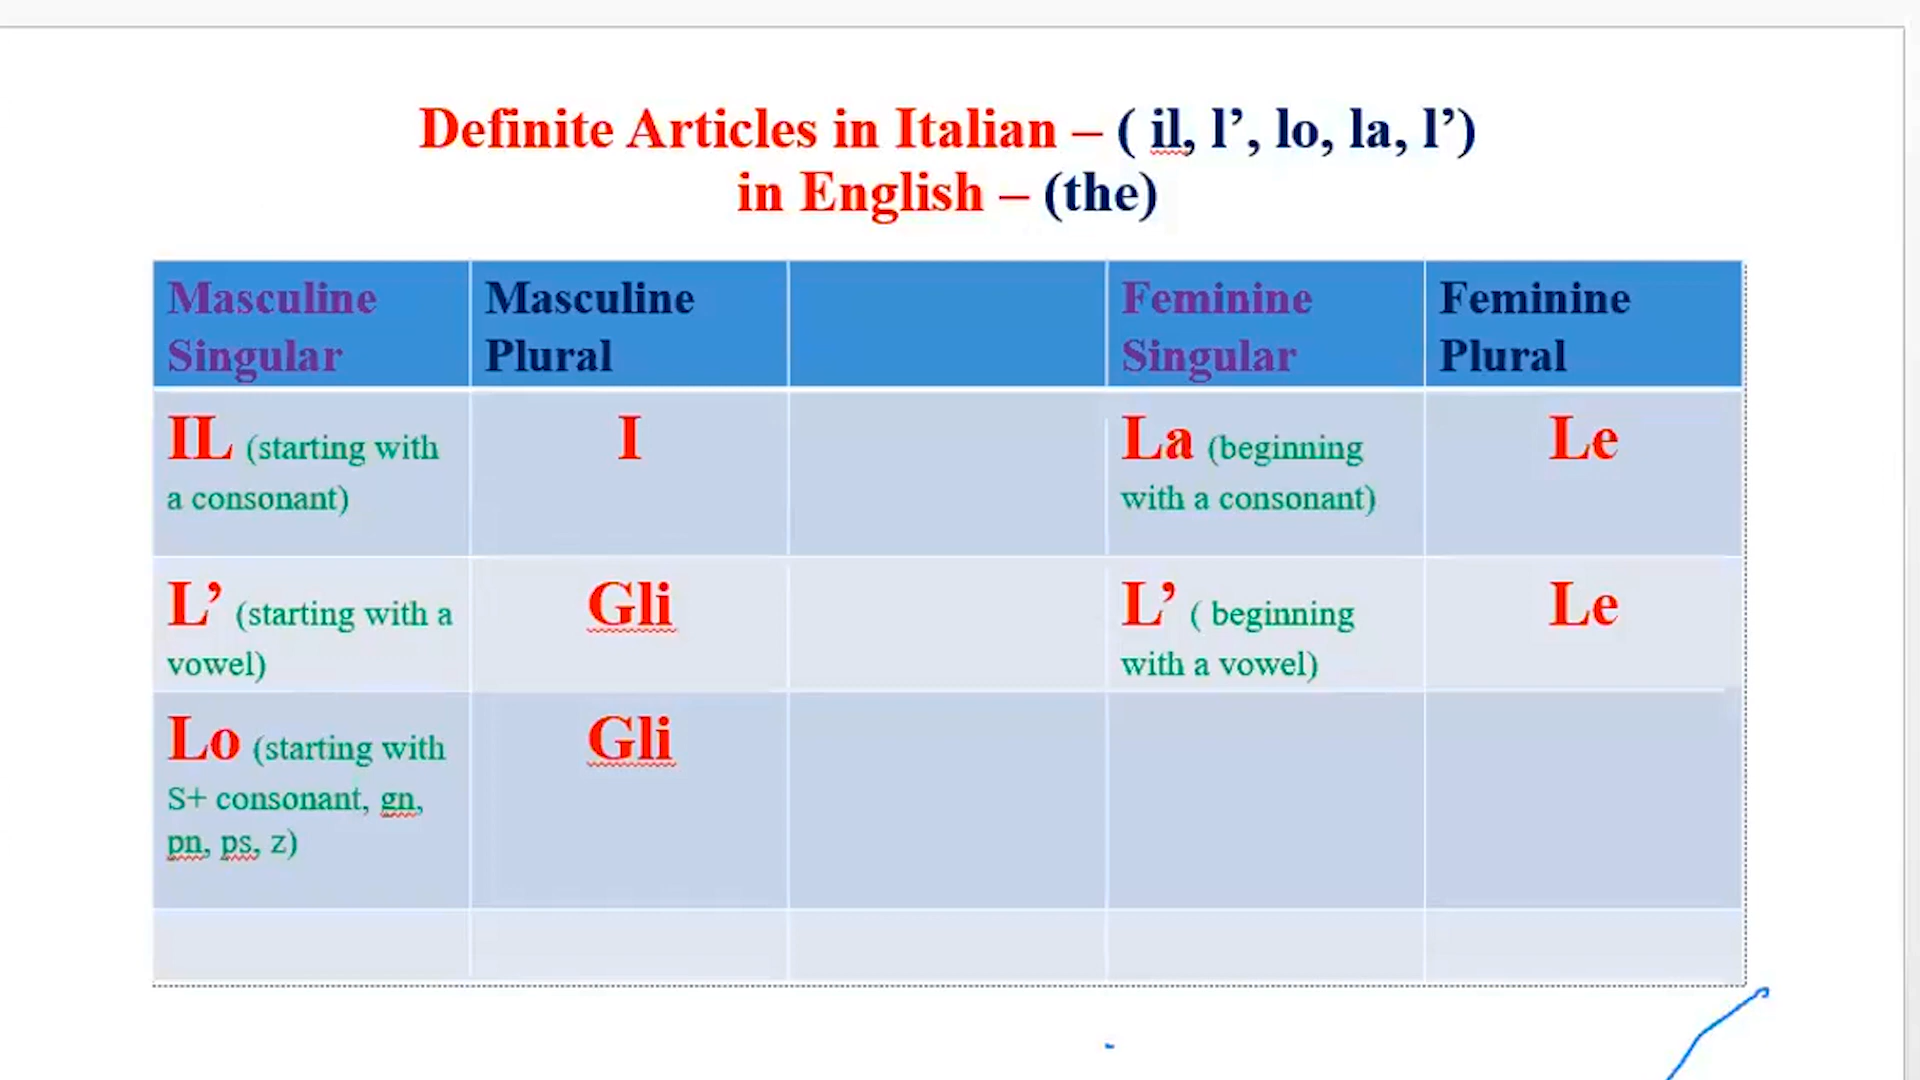 Definite Articles in Italian – ( il, l’, lo, la, l’)
in English – (the)
Masculine Singular
Masculine Plural
Feminine Singular
Feminine Plural
IL (starting with
a consonant)
I
La (beginning
with a consonant)
Le
L’ (starting with a
vowel)
Gli
L’ ( beginning
with a vowel)
Le
Lo (starting with
S+ consonant, gn,
pn, ps, z)
Gli